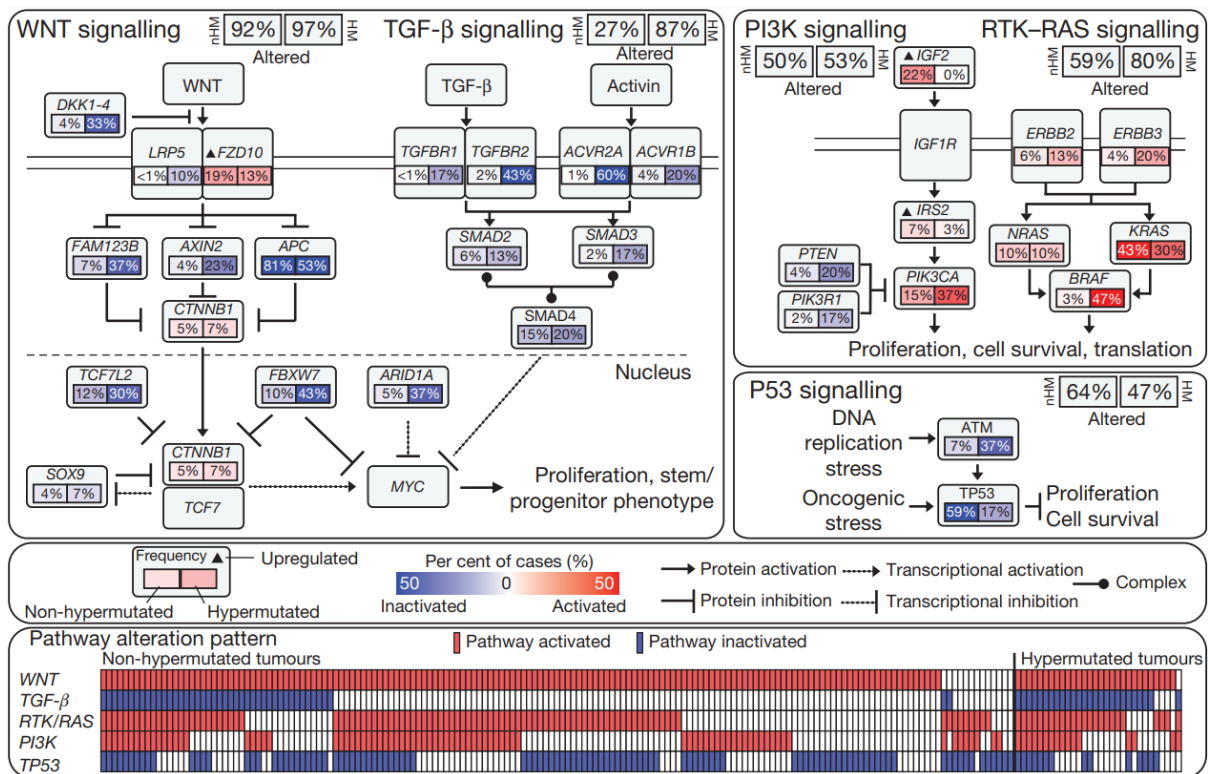 WNT signalling
92% 97%
nHM
HM
Altered
TGF-β signalling
27% 87%
nHM
HM
Altered
WNT
TGF-β
Activin
DKK1-4
4% 33%
LRP5
<1% 10%
▲FZD10
19% 13%
TGFBR1
<1% 17%
TGFBR2
2% 43%
ACVR2A
1% 60%
ACVR1B
4% 20%
FAM123B
7% 37%
AXIN2
4% 23%
APC
81% 53%
SMAD2
6% 13%
SMAD3
2% 17%
CTNNB1
5% 7%
SMAD4
15% 20%
Nucleus
TCF7L2
12% 30%
FBXW7
10% 43%
ARID1A
5% 37%
SOX9
4% 7%
CTNNB1
5% 7%
TCF7
MYC
Proliferation, stem/
progenitor phenotype
PI3K signalling
nHM
50% 53%
HM
Altered
RTK–RAS signalling
nHM
59% 80%
HM
Altered
▲IGF2
22% 0%
IGF1R
ERBB2
6% 13%
ERBB3
4% 20%
▲IRS2
7% 3%
NRAS
10% 10%
KRAS
43% 30%
PTEN
4% 20%
PIK3R1
2% 17%
PIK3CA
15% 37%
BRAF
3% 47%
Proliferation, cell survival, translation
P53 signalling
nHM
64% 47%
HM
Altered
DNA
replication
stress
ATM
7% 37%
Oncogenic
stress
TP53
59% 17%
Proliferation
Cell survival
Frequency ▲
Upregulated
Non-hypermutated
Hypermutated
Per cent of cases (%)
50 0 50
Inactivated
Activated
Protein activation
Transcriptional activation
Complex
Protein inhibition
Transcriptional inhibition
Pathway alteration pattern
Pathway activated
Pathway inactivated
Non-hypermutated tumours
Hypermutated tumours
WNT
TGF-β
RTK/RAS
PI3K
TP53